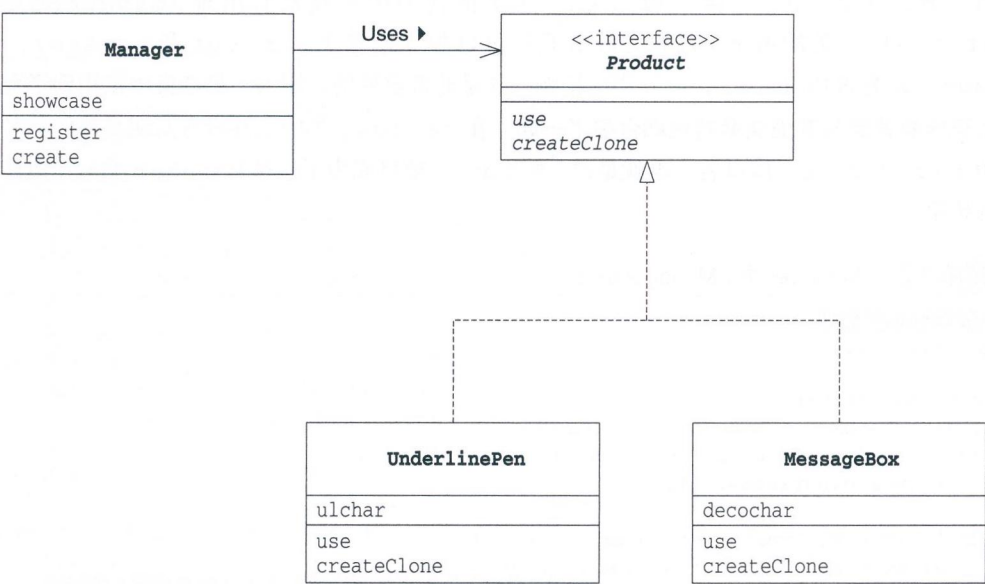 Manager
showcase
register
create
Uses
<<interface>>
Product
use
createClone
UnderlinePen
ulchar
use
createClone
MessageBox
decochar
use
createClone